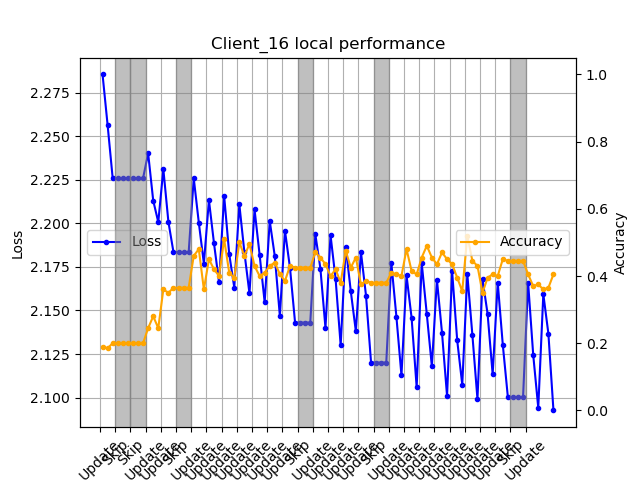 Client_16 local performance
2.275
2.250
2.225
2.200
2.175
2.150
2.125
2.100
Loss
Loss
Accuracy
1.0
0.8
0.6
0.4
0.2
0.0
Accuracy
Update
Skip
Skip
Update
Update
Skip
Update
Update
Update
Update
Update
Update
Update
Skip
Update
Update
Update
Update
Skip
Update
Update
Update
Update
Update
Update
Update
Update
Skip
Update